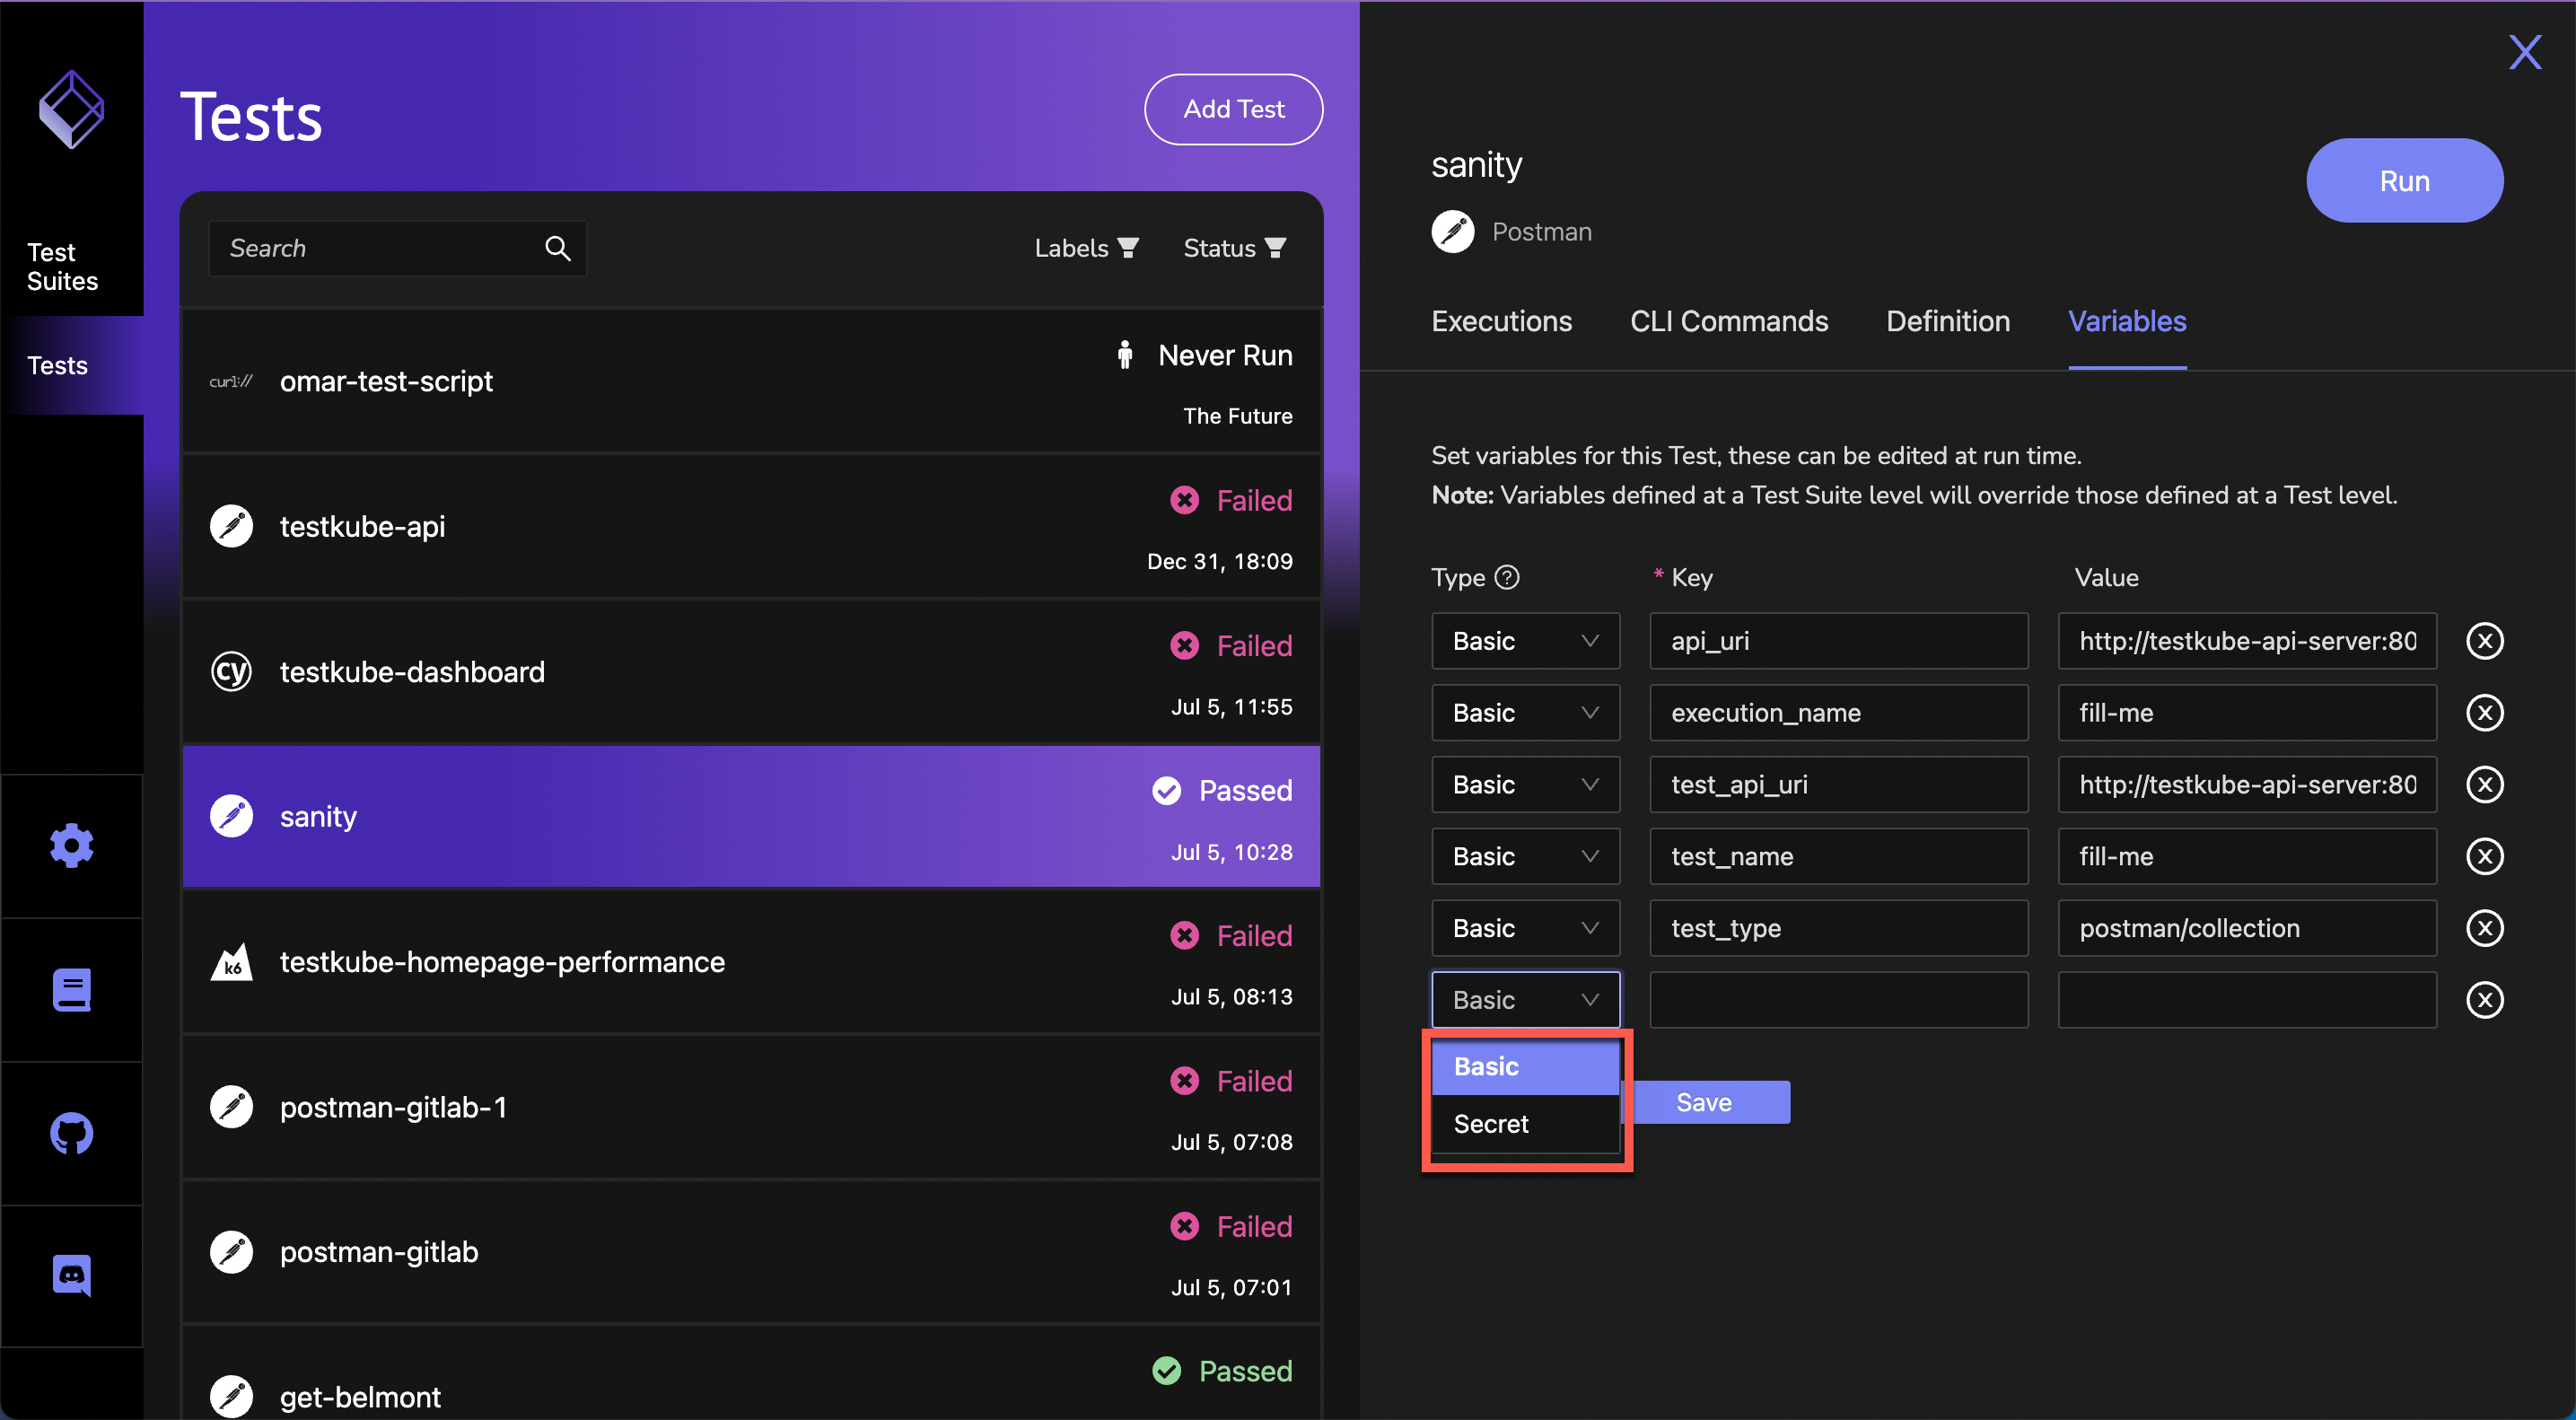 Test
Suites
Tests
Tests
Add Test
Search
Labels
Status
curl://
omar-test-script
Never Run
The Future
testkube-api
Failed
Dec 31, 18:09
cy
testkube-dashboard
Failed
Jul 5, 11:55
sanity
Passed
Jul 5, 10:28
k6
testkube-homepage-performance
Failed
Jul 5, 08:13
postman-gitlab-1
Failed
Jul 5, 07:08
postman-gitlab
Failed
Jul 5, 07:01
get-belmont
Passed
X
sanity
Postman
Run
Executions
CLI Commands
Definition
Variables
Set variables for this Test, these can be edited at run time.
Note: Variables defined at a Test Suite level will override those defined at a Test level.
Type ?
* Key
Value
Basic
api_uri
http://testkube-api-server:80
Basic
execution_name
fill-me
Basic
test_api_uri
http://testkube-api-server:80
Basic
test_name
fill-me
Basic
test_type
postman/collection
Basic
Basic
Secret
Save